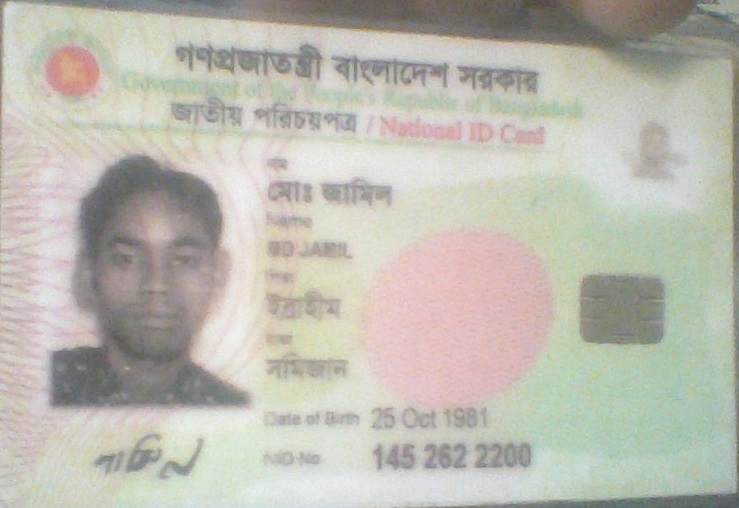 গণপ্রজাতন্ত্রী বাংলাদেশ সরকার
Government of the People's Republic of Bangladesh
জাতীয় পরিচয়পত্র / National ID Card
নাম
মোঃ জামিল
Name
MD JAMIL
পিতা
ইব্রাহীম
মাতা
সমিজান
Date of Birth 25 Oct 1981
NID No 145 262 2200